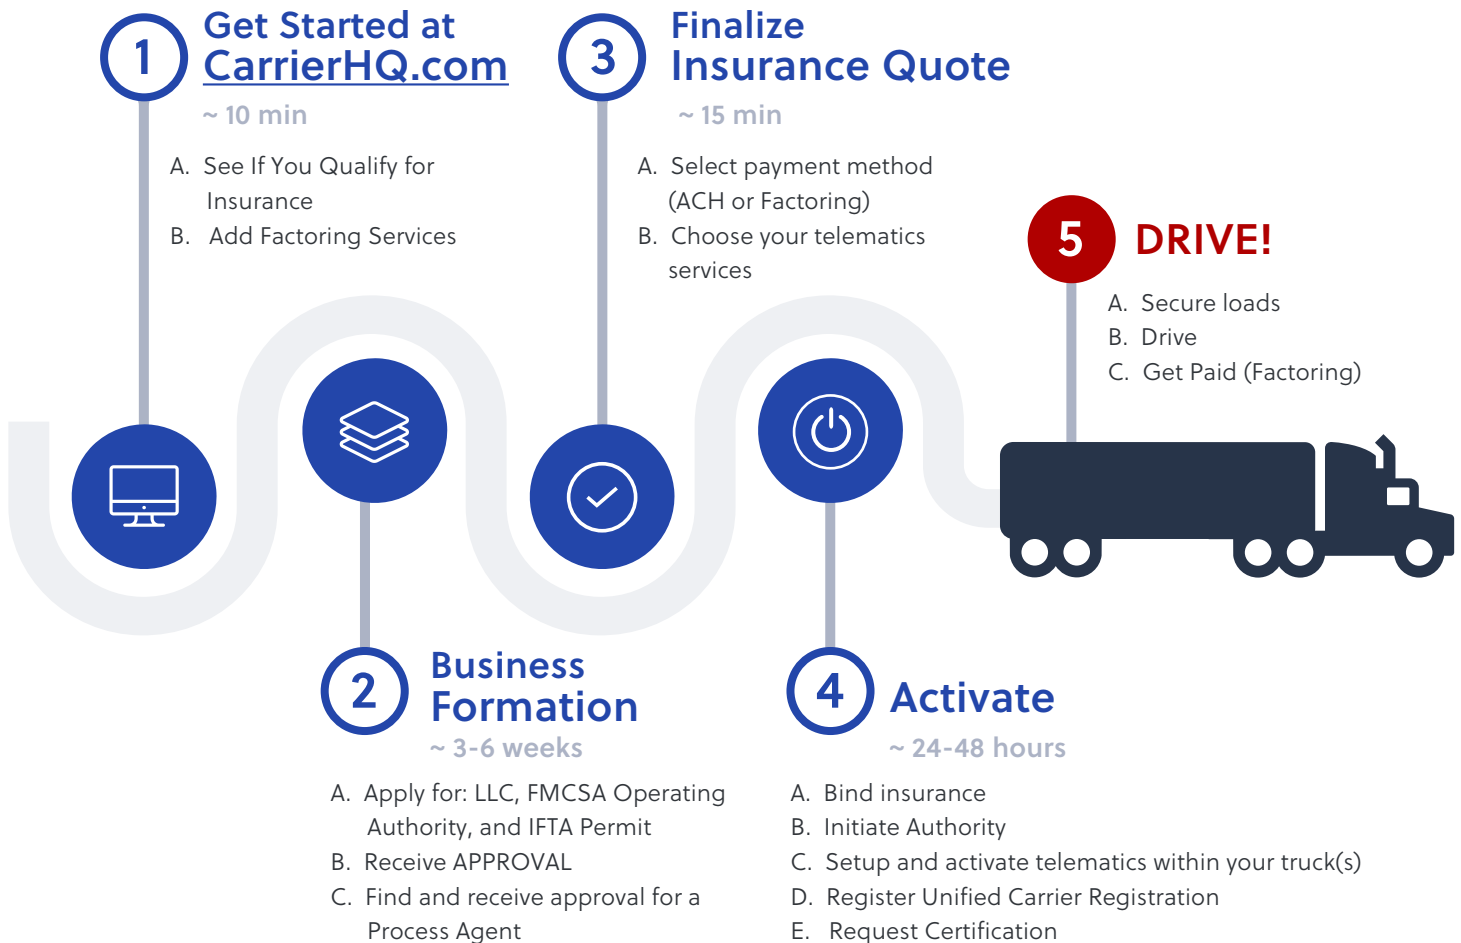 1
Get Started at
CarrierHQ.com
~ 10 min
A. See If You Qualify for
Insurance
B. Add Factoring Services
2
Business
Formation
~ 3-6 weeks
A. Apply for: LLC, FMCSA Operating
Authority, and IFTA Permit
B. Receive APPROVAL
C. Find and receive approval for a
Process Agent
3
Finalize
Insurance Quote
~ 15 min
A. Select payment method
(ACH or Factoring)
B. Choose your telematics
services
4
Activate
~ 24-48 hours
A. Bind insurance
B. Initiate Authority
C. Setup and activate telematics within your truck(s)
D. Register Unified Carrier Registration
E. Request Certification
5
DRIVE!
A. Secure loads
B. Drive
C. Get Paid (Factoring)